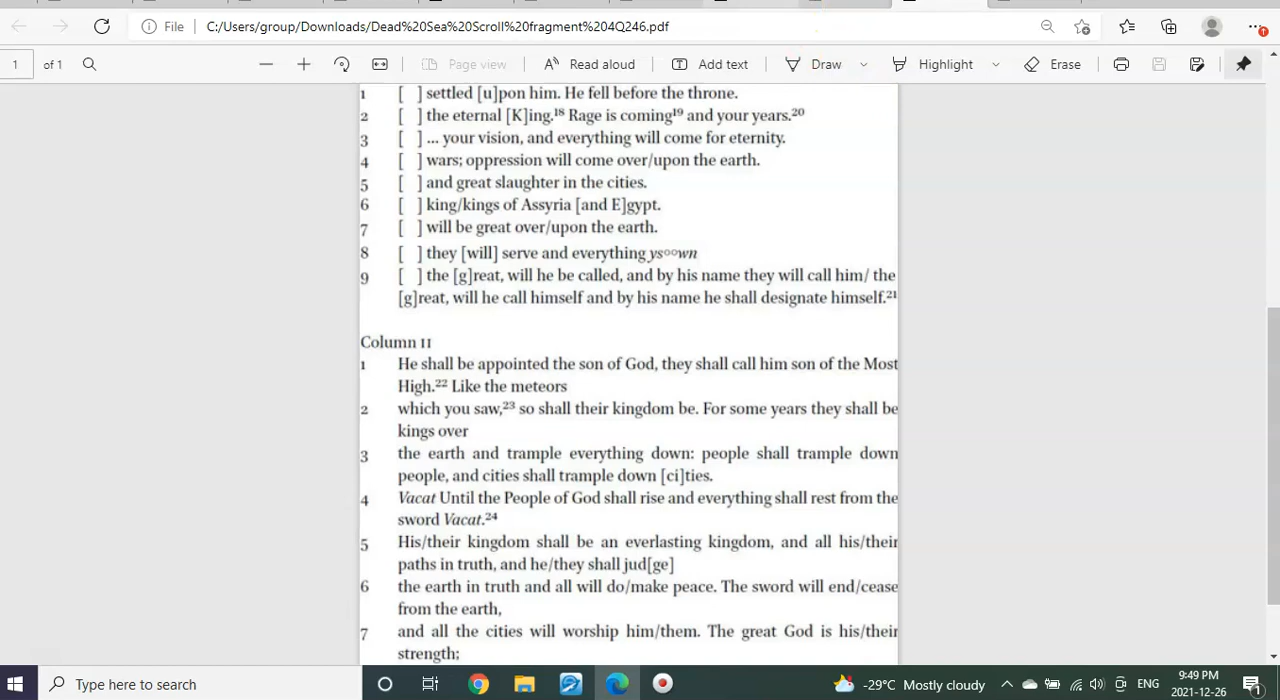 File
C:/Users/group/Downloads/Dead%20Sea%20Scroll%20fragment%204Q246.pdf
1 of 1
Page view
Read aloud
Add text
Draw
Highlight
Erase
1 [ ] settled [u]pon him. He fell before the throne.
2 [ ] the eternal [K]ing.¹⁸ Rage is coming¹⁹ and your years.²⁰
3 [ ] ... your vision, and everything will come for eternity.
4 [ ] wars; oppression will come over/upon the earth.
5 [ ] and great slaughter in the cities.
6 [ ] king/kings of Assyria [and E]gypt.
7 [ ] will be great over/upon the earth.
8 [ ] they [will] serve and everything ys○○wn
9 [ ] the [g]reat, will he be called, and by his name they will call him/ the
[g]reat, will he call himself and by his name he shall designate himself.²¹
Column II
1 He shall be appointed the son of God, they shall call him son of the Most
High.²² Like the meteors
2 which you saw,²³ so shall their kingdom be. For some years they shall be
kings over
3 the earth and trample everything down: people shall trample down
people, and cities shall trample down [ci]ties.
4 Vacat Until the People of God shall rise and everything shall rest from the
sword Vacat.²⁴
5 His/their kingdom shall be an everlasting kingdom, and all his/their
paths in truth, and he/they shall jud[ge]
6 the earth in truth and all will do/make peace. The sword will end/cease
from the earth,
7 and all the cities will worship him/them. The great God is his/their
strength;
Type here to search
-29°C Mostly cloudy
ENG
9:49 PM
2021-12-26
1